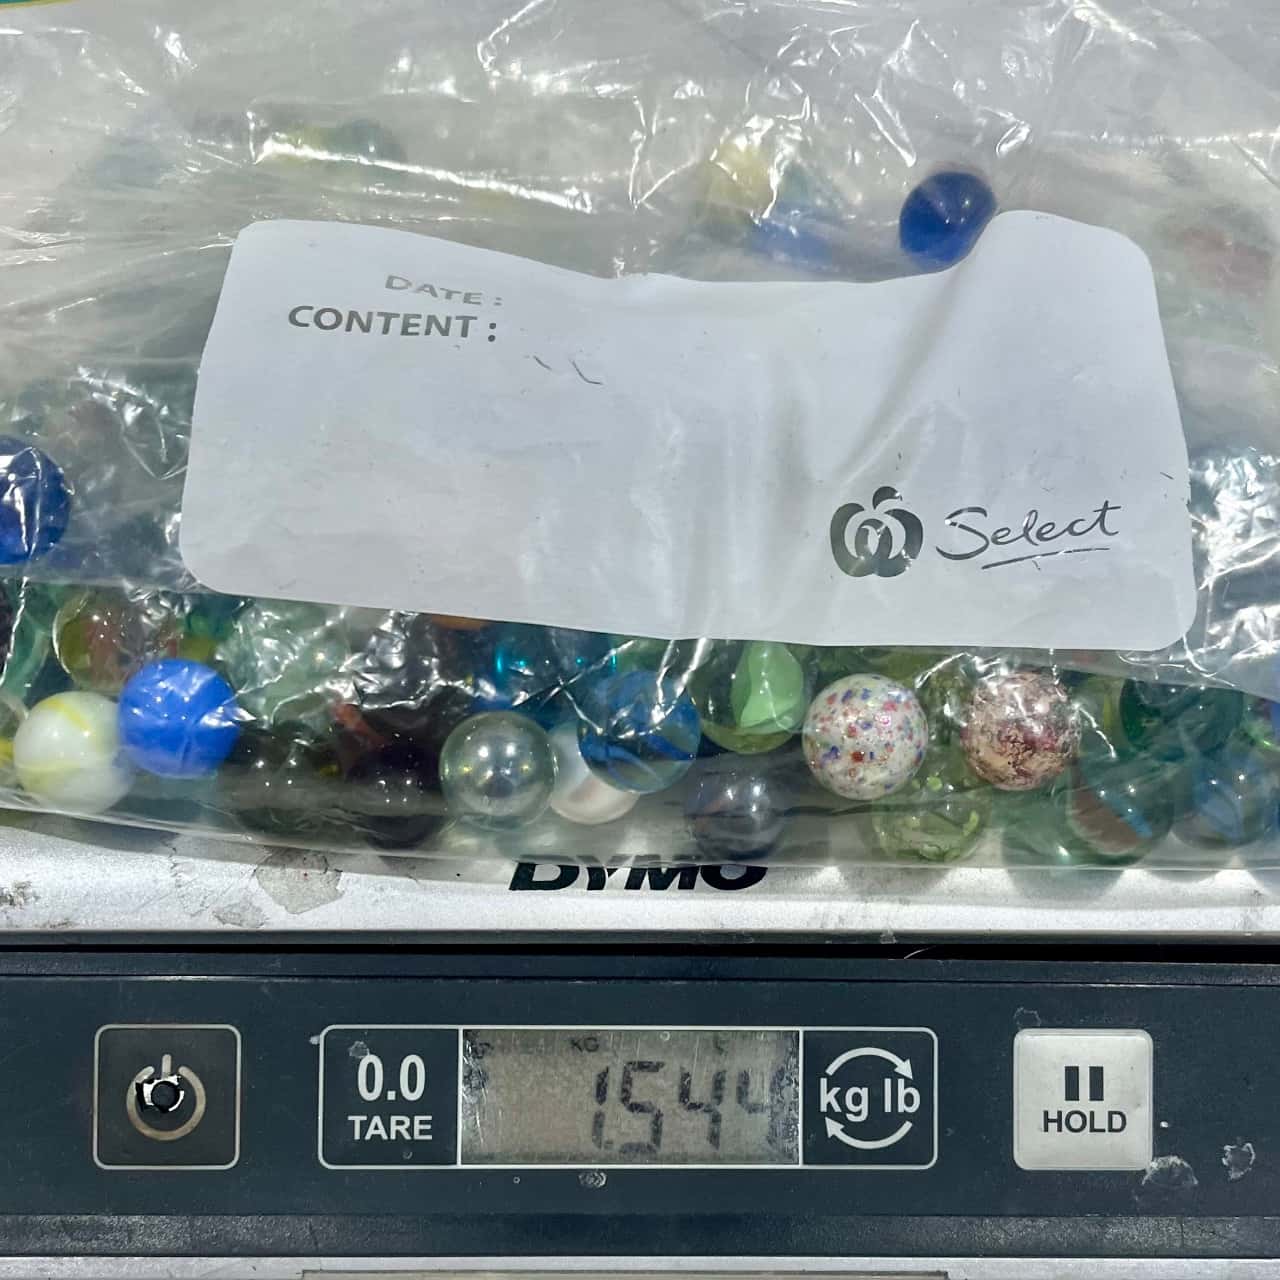 DATE :
CONTENT :
Select
DYMO
0.0
TARE
KG
1.544
kg lb
HOLD